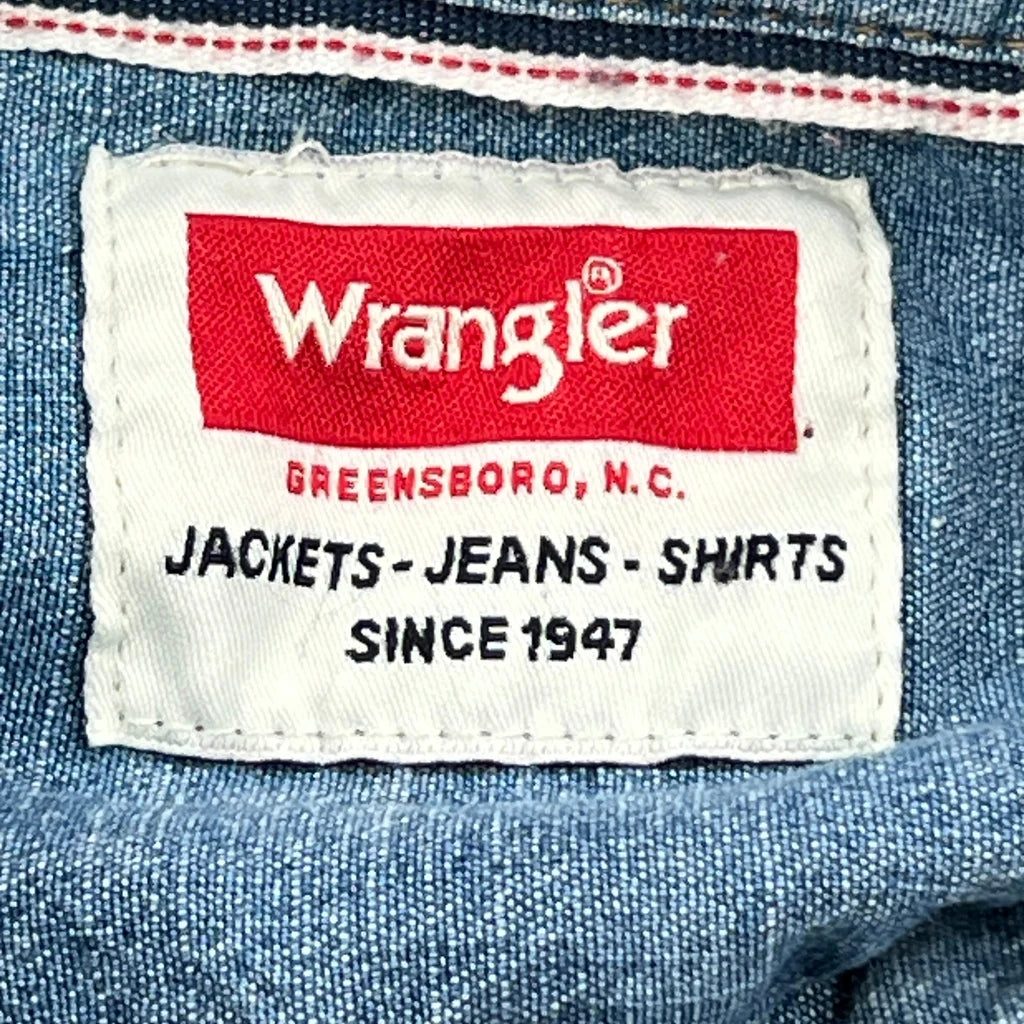 Wrangler®
GREENSBORO, N.C.
JACKETS - JEANS - SHIRTS
SINCE 1947